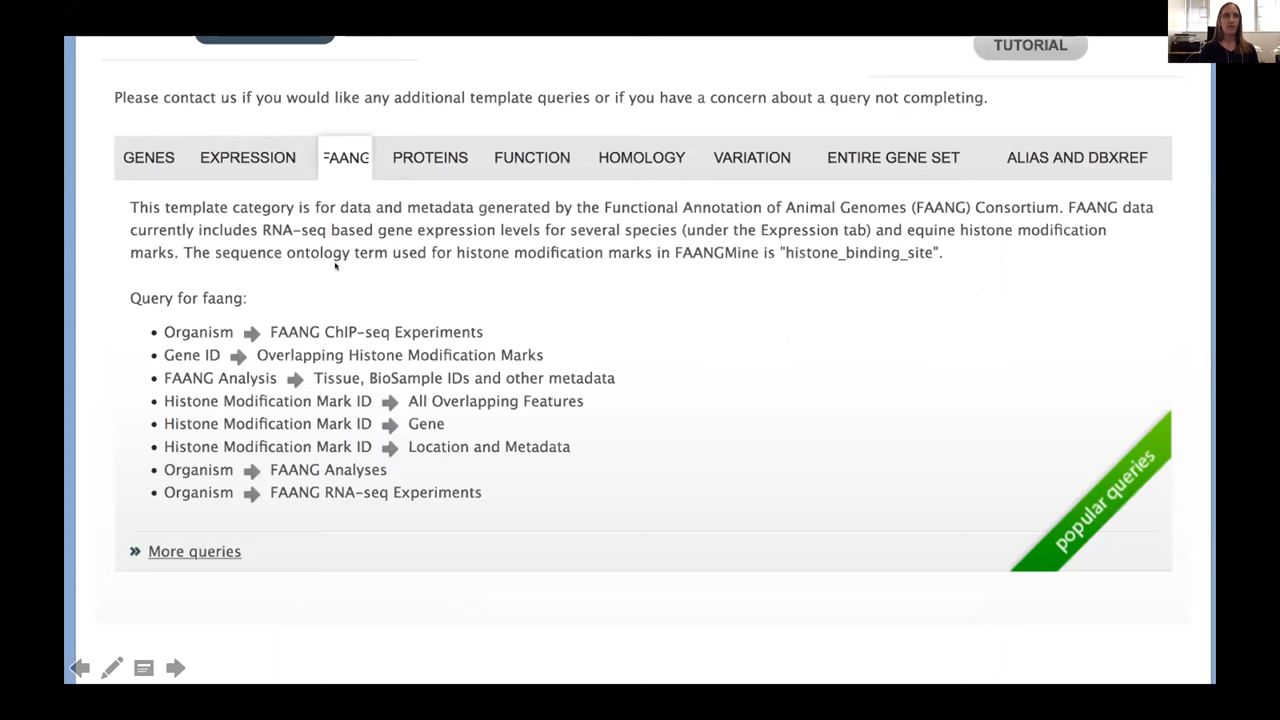 TUTORIAL
Please contact us if you would like any additional template queries or if you have a concern about a query not completing.
GENES EXPRESSION FAANG PROTEINS FUNCTION HOMOLOGY VARIATION ENTIRE GENE SET ALIAS AND DBXREF
This template category is for data and metadata generated by the Functional Annotation of Animal Genomes (FAANG) Consortium. FAANG data
currently includes RNA-seq based gene expression levels for several species (under the Expression tab) and equine histone modification
marks. The sequence ontology term used for histone modification marks in FAANGMine is "histone_binding_site".
Query for faang:
• Organism → FAANG ChIP-seq Experiments
• Gene ID → Overlapping Histone Modification Marks
• FAANG Analysis → Tissue, BioSample IDs and other metadata
• Histone Modification Mark ID → All Overlapping Features
• Histone Modification Mark ID → Gene
• Histone Modification Mark ID → Location and Metadata
• Organism → FAANG Analyses
• Organism → FAANG RNA-seq Experiments
popular queries
» More queries